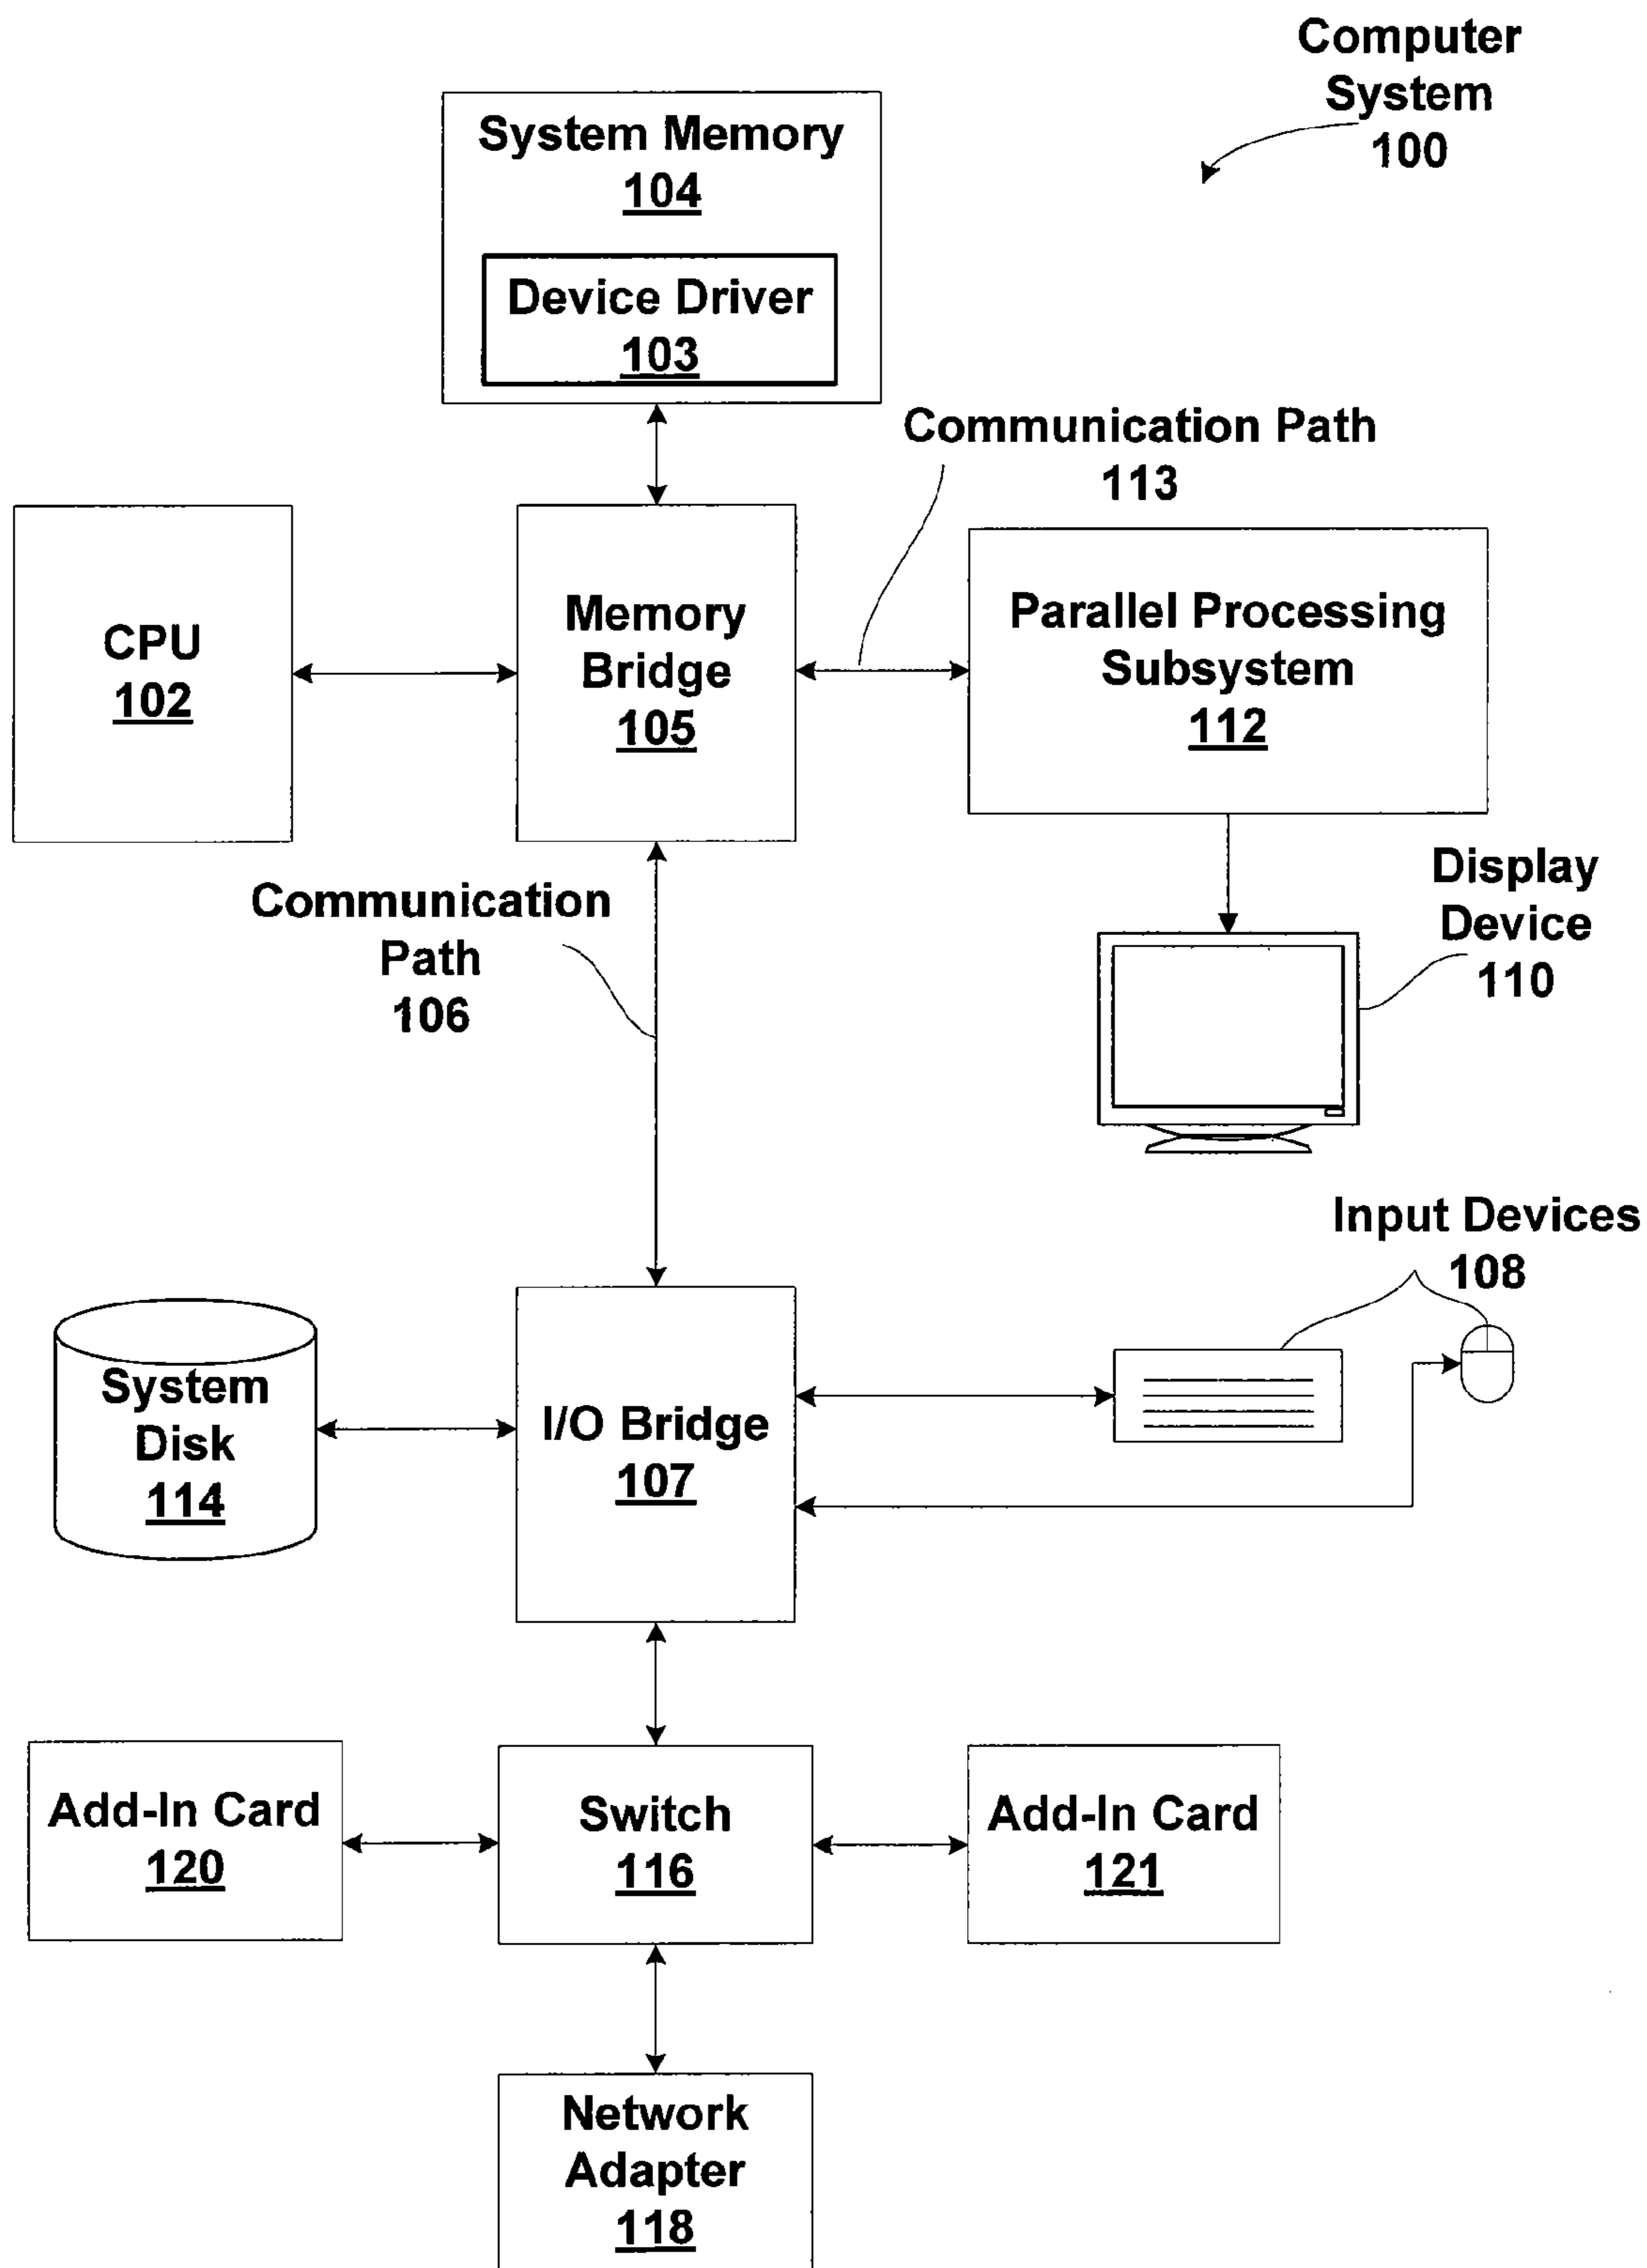 Computer
System
100
System Memory
104
Device Driver
103
Communication Path
113
CPU
102
Memory
Bridge
105
Parallel Processing
Subsystem
112
Communication
Path
106
Display
Device
110
Input Devices
108
System
Disk
114
I/O Bridge
107
Add-In Card
120
Switch
116
Add-In Card
121
Network
Adapter
118